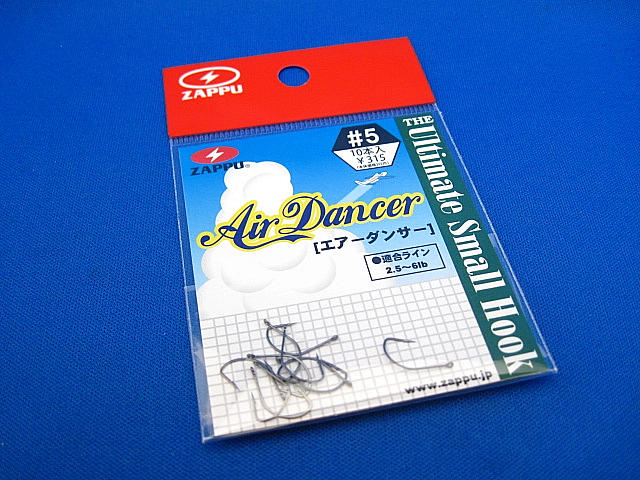 ZAPPU
#5
10本入
¥315
ZAPPU®
Air Dancer
[エアーダンサー]
●適合ライン
2.5〜6lb
THE Ultimate Small Hook
www.zappu.jp